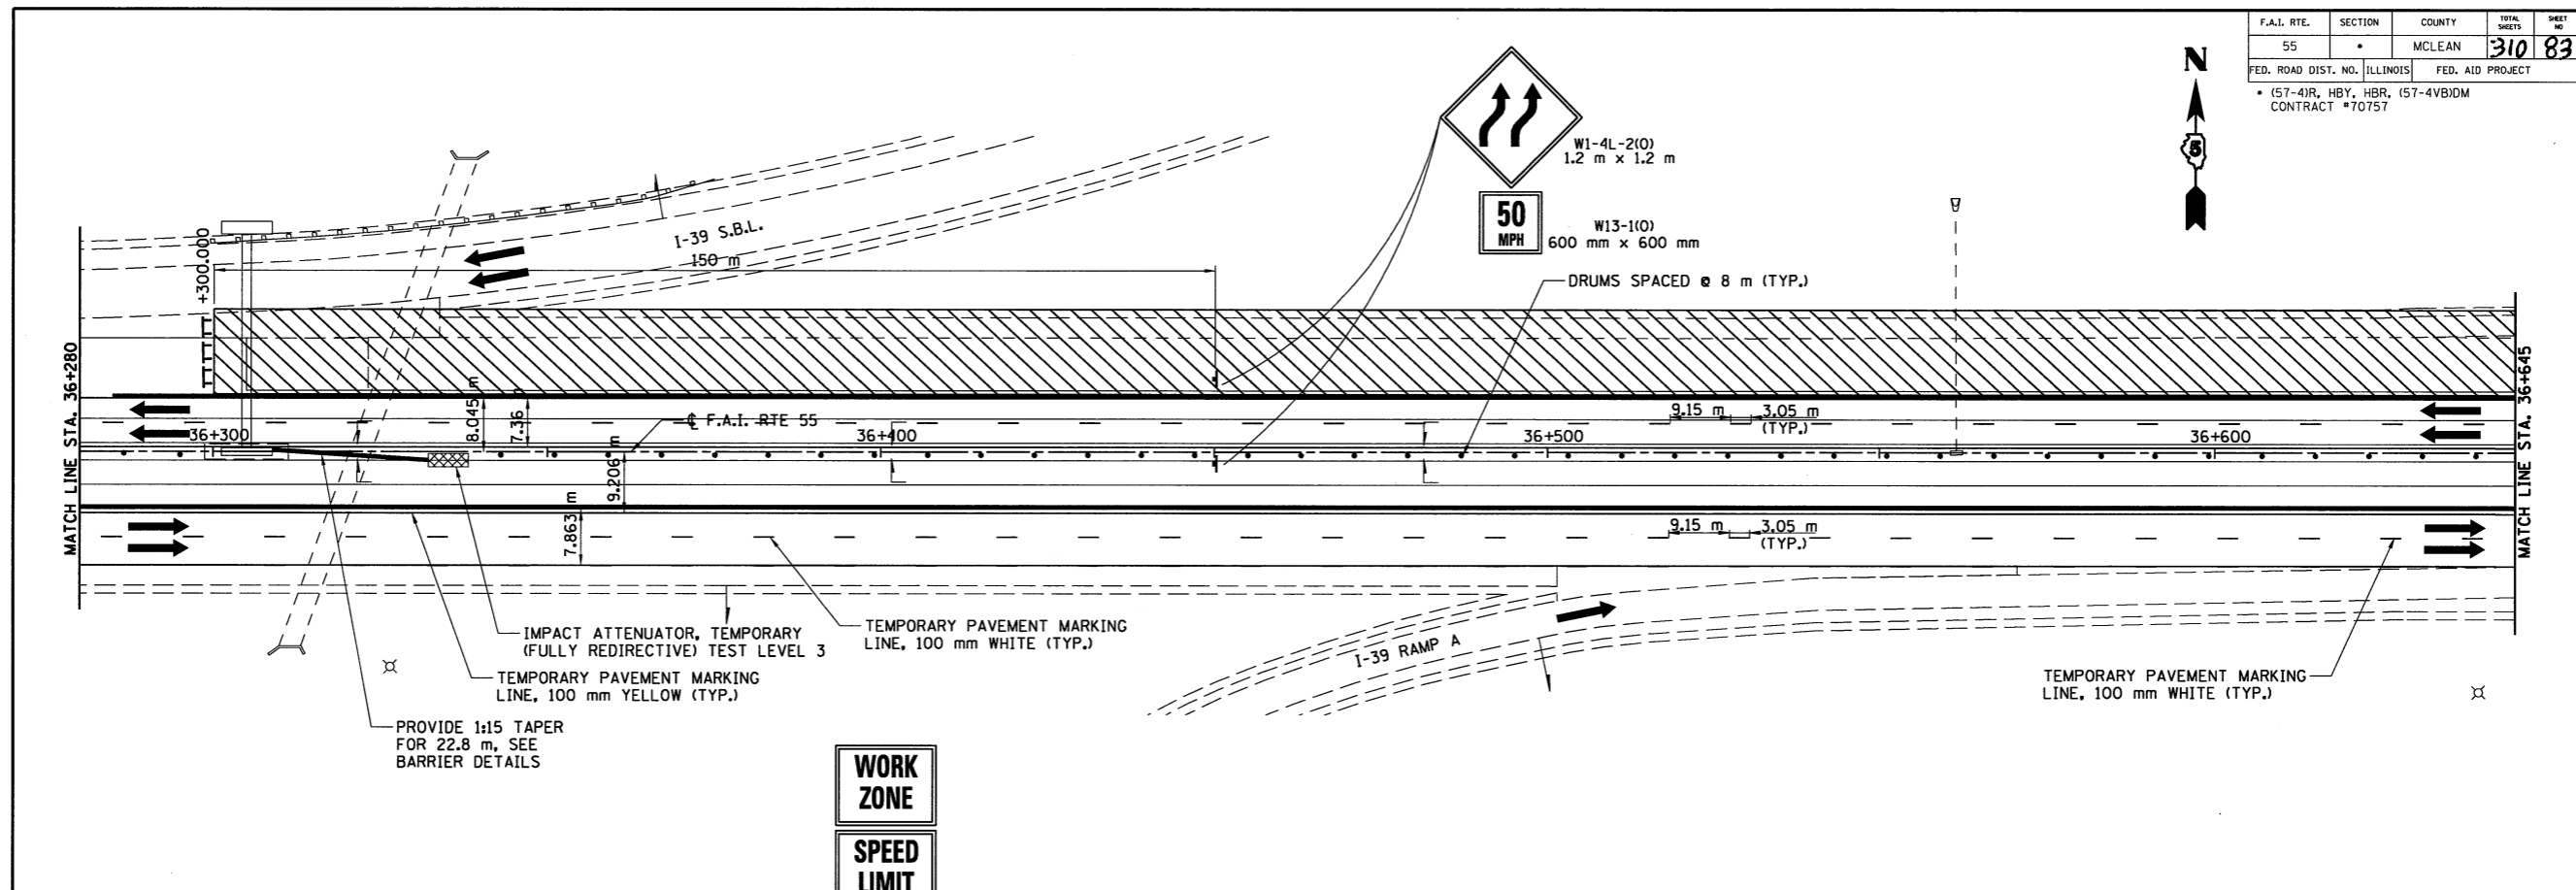 F.A.I. RTE. SECTION COUNTY TOTAL SHEETS SHEET NO
55 • MCLEAN 310 83
FED. ROAD DIST. NO. ILLINOIS FED. AID PROJECT
• (57-4)R, HBY, HBR, (57-4VB)DM
CONTRACT #70757
N
5
W1-4L-2(O)
1.2 m x 1.2 m
50
MPH
W13-1(O)
600 mm x 600 mm
I-39 S.B.L.
150 m
+300.000
DRUMS SPACED @ 8 m (TYP.)
MATCH LINE STA. 36+280
MATCH LINE STA. 36+645
8.045 m
7.36
℄ F.A.I. RTE 55
9.15 m 3.05 m
(TYP.)
36+300
36+400
36+500
36+600
9.206 m
7.863 m
9.15 m 3.05 m
(TYP.)
IMPACT ATTENUATOR, TEMPORARY
(FULLY REDIRECTIVE) TEST LEVEL 3
TEMPORARY PAVEMENT MARKING
LINE, 100 mm WHITE (TYP.)
I-39 RAMP A
TEMPORARY PAVEMENT MARKING
LINE, 100 mm YELLOW (TYP.)
TEMPORARY PAVEMENT MARKING
LINE, 100 mm WHITE (TYP.)
PROVIDE 1:15 TAPER
FOR 22.8 m, SEE
BARRIER DETAILS
WORK
ZONE
SPEED
LIMIT